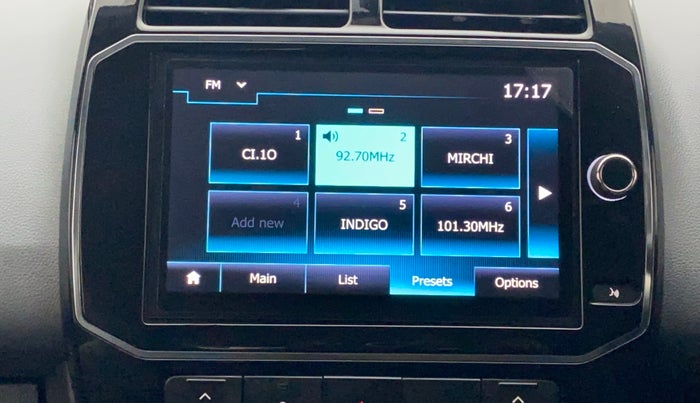 FM
17:17
1
CI.1O
2
92.70MHz
3
MIRCHI
4
Add new
5
INDIGO
6
101.30MHz
Main
List
Presets
Options